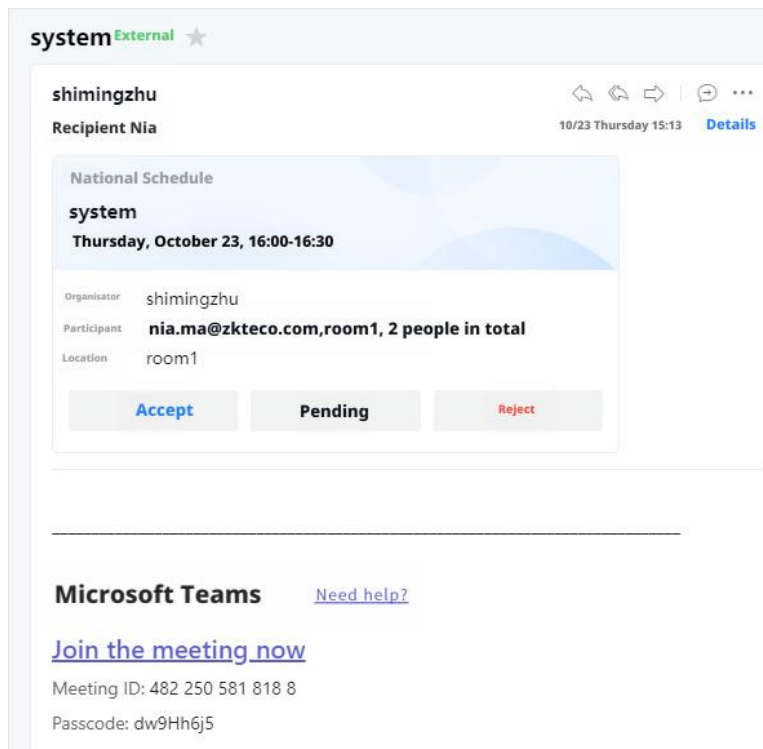 system External
shimingzhu
Recipient Nia
10/23 Thursday 15:13 Details
National Schedule
system
Thursday, October 23, 16:00-16:30
Organisator shimingzhu
Participant nia.ma@zkteco.com,room1, 2 people in total
Location room1
Accept Pending Reject
Microsoft Teams Need help?
Join the meeting now
Meeting ID: 482 250 581 818 8
Passcode: dw9Hh6j5